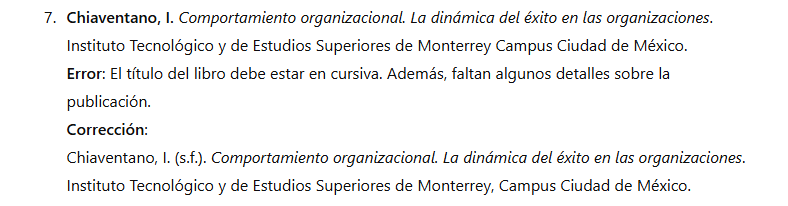 7. Chiaventano, I. Comportamiento organizacional. La dinámica del éxito en las organizaciones.
Instituto Tecnológico y de Estudios Superiores de Monterrey Campus Ciudad de México.
Error: El título del libro debe estar en cursiva. Además, faltan algunos detalles sobre la
publicación.
Corrección:
Chiaventano, I. (s.f.). Comportamiento organizacional. La dinámica del éxito en las organizaciones.
Instituto Tecnológico y de Estudios Superiores de Monterrey, Campus Ciudad de México.